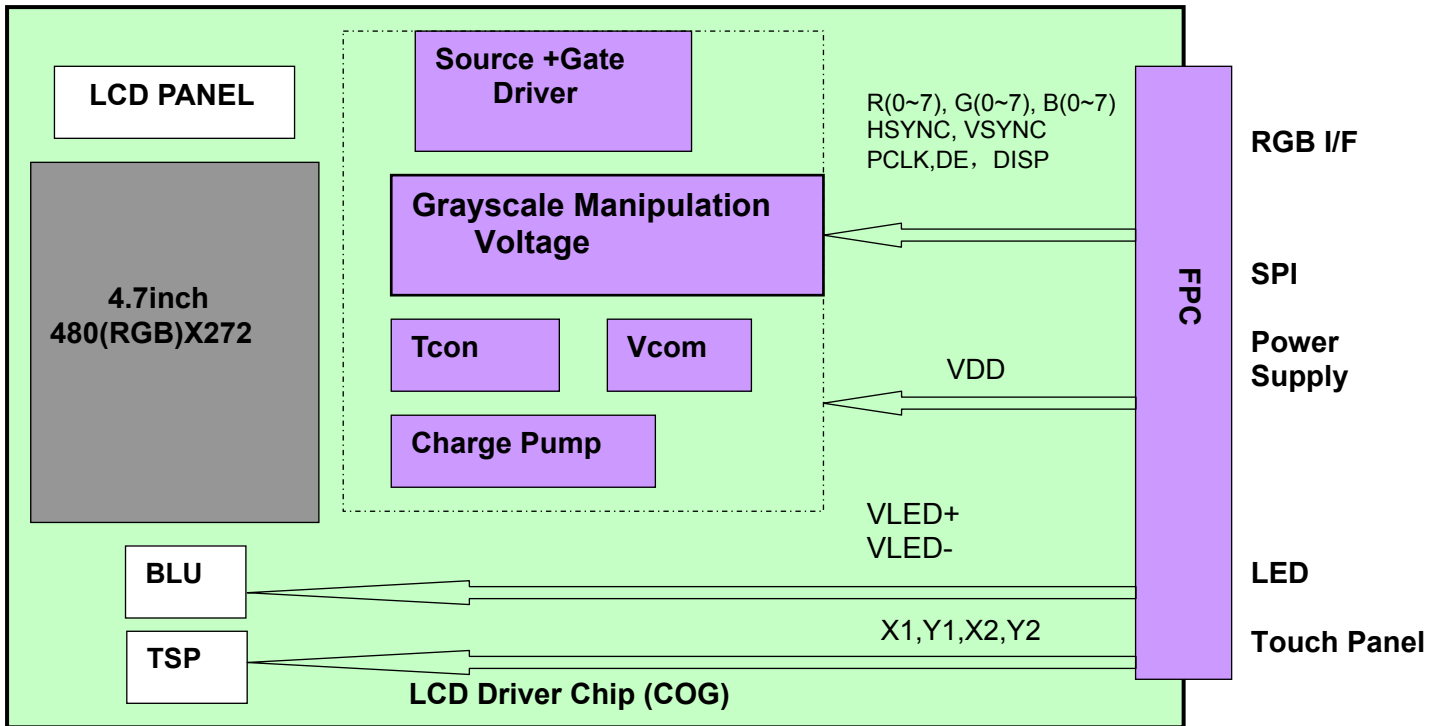 LCD PANEL
4.7inch
480(RGB)X272
BLU
TSP
Source +Gate
Driver
Grayscale Manipulation
Voltage
Tcon
Vcom
Charge Pump
LCD Driver Chip (COG)
R(0~7), G(0~7), B(0~7)
HSYNC, VSYNC
PCLK,DE， DISP
VDD
VLED+
VLED-
X1,Y1,X2,Y2
FPC
RGB I/F
SPI
Power
Supply
LED
Touch Panel